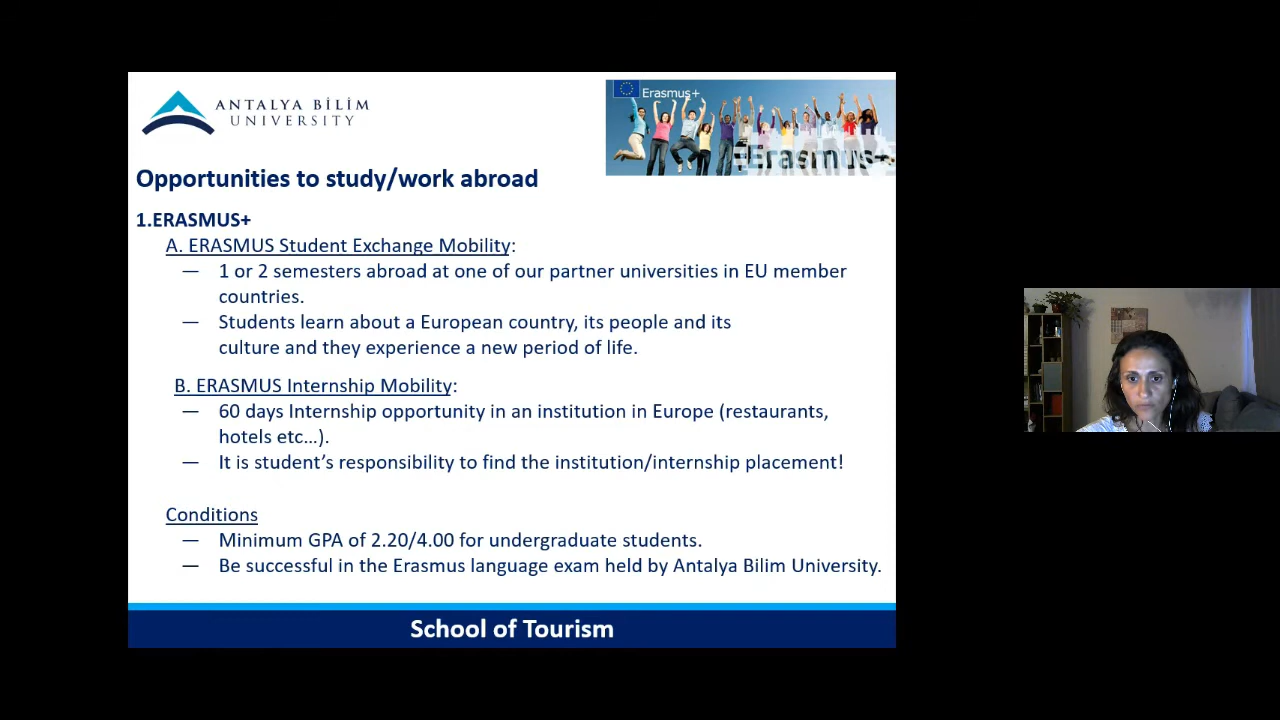 ANTALYA BİLİM
UNIVERSITY
Erasmus+
Erasmus+
Opportunities to study/work abroad
1.ERASMUS+
A. ERASMUS Student Exchange Mobility:
— 1 or 2 semesters abroad at one of our partner universities in EU member
countries.
— Students learn about a European country, its people and its
culture and they experience a new period of life.
B. ERASMUS Internship Mobility:
— 60 days Internship opportunity in an institution in Europe (restaurants,
hotels etc…).
— It is student’s responsibility to find the institution/internship placement!
Conditions
— Minimum GPA of 2.20/4.00 for undergraduate students.
— Be successful in the Erasmus language exam held by Antalya Bilim University.
School of Tourism